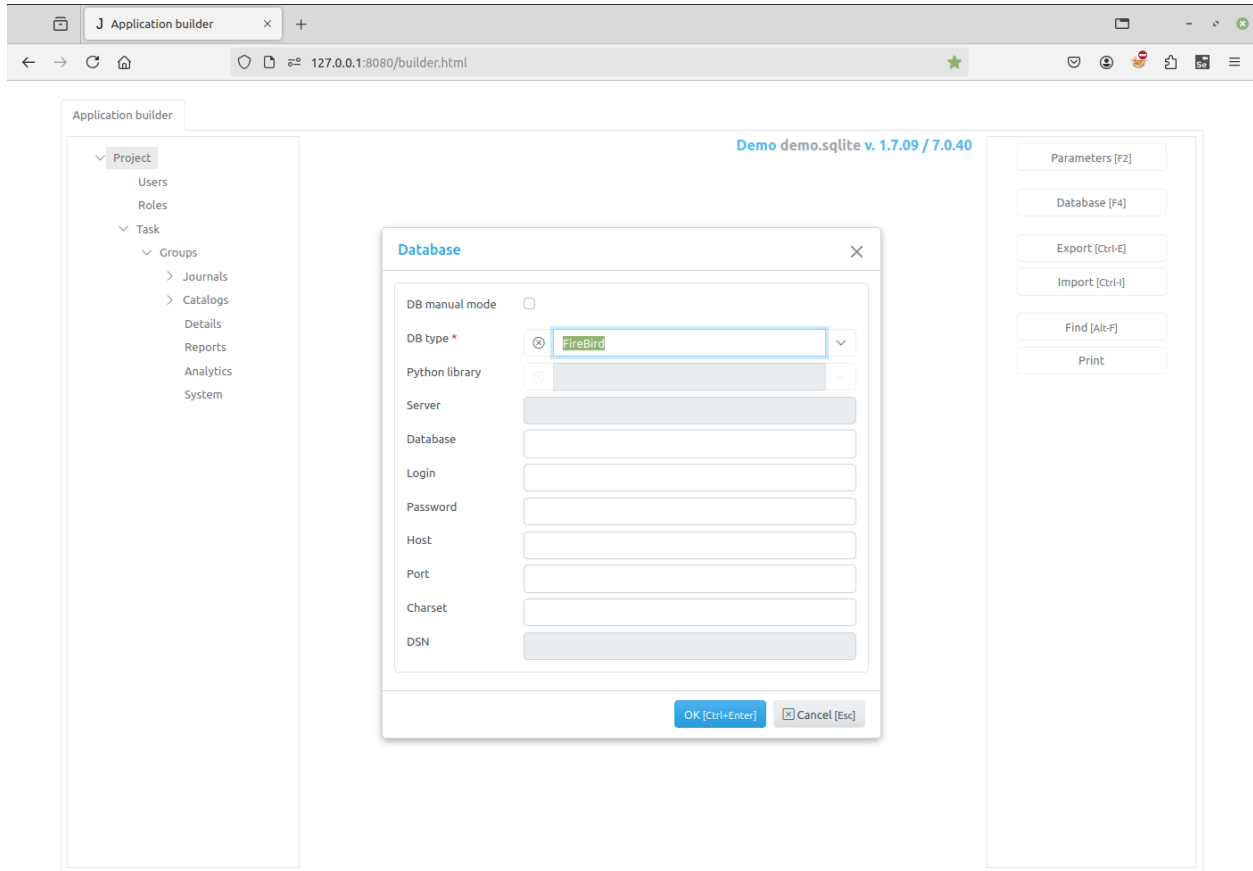 J Application builder
127.0.0.1:8080/builder.html
Se
Application builder
Project
Users
Roles
Task
Groups
Journals
Catalogs
Details
Reports
Analytics
System
Demo demo.sqlite v. 1.7.09 / 7.0.40
Database
DB manual mode
DB type *
FireBird
Python library
Server
Database
Login
Password
Host
Port
Charset
DSN
OK [Ctrl+Enter]
Cancel [Esc]
Parameters [F2]
Database [F4]
Export [Ctrl-E]
Import [Ctrl-I]
Find [Alt-F]
Print